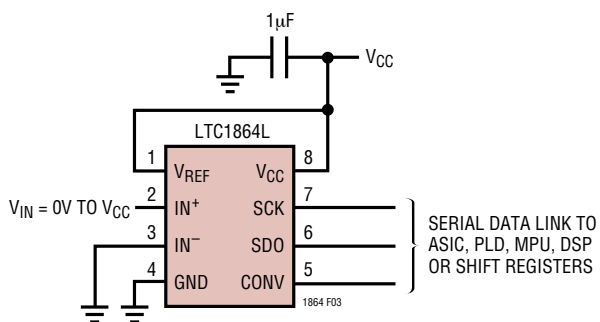 1µF
V_CC
LTC1864L
1
8
V_REF
V_CC
V_IN = 0V TO V_CC
2
7
IN⁺
SCK
3
6
IN⁻
SDO
4
5
GND
CONV
1864 F03
SERIAL DATA LINK TO
ASIC, PLD, MPU, DSP
OR SHIFT REGISTERS